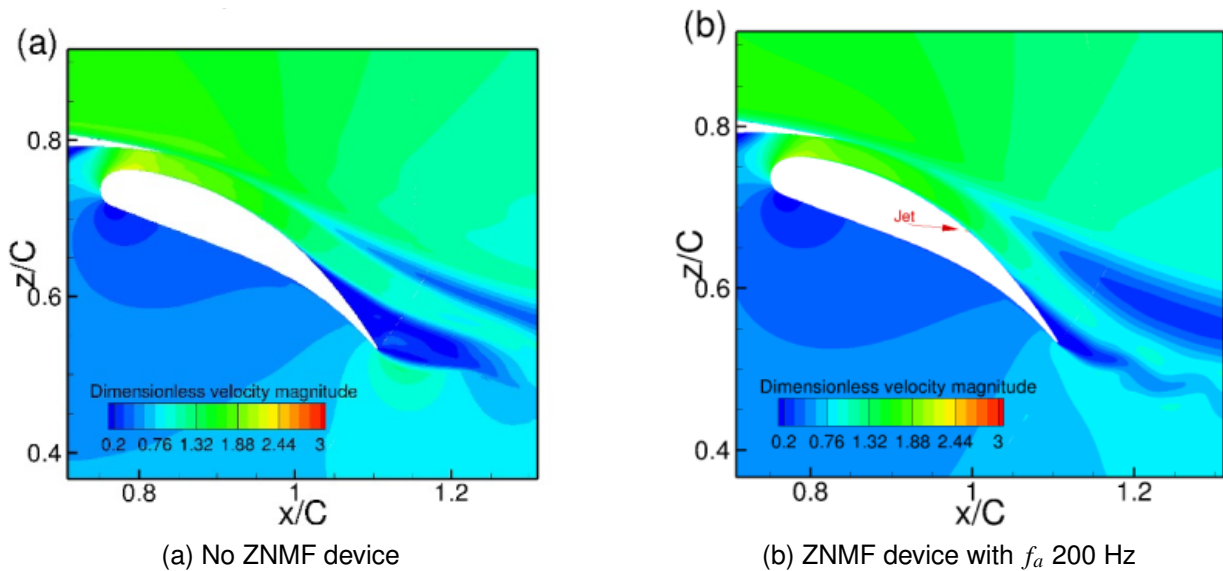 (a)
0.8
z/C
0.6
Dimensionless velocity magnitude
0.2 0.76 1.32 1.88 2.44 3
0.4
0.8 1 1.2
x/C
(a) No ZNMF device
(b)
0.8
Jet
z/C
0.6
Dimensionless velocity magnitude
0.2 0.76 1.32 1.88 2.44 3
0.4
0.8 1 1.2
x/C
(b) ZNMF device with fₐ 200 Hz